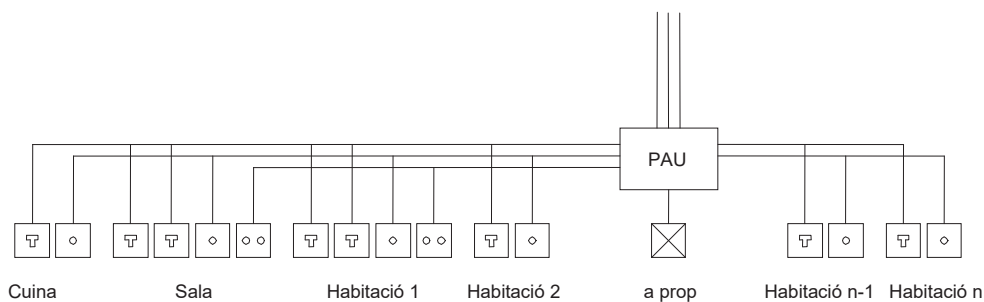 PAU
Cuina
Sala
Habitació 1
Habitació 2
a prop
Habitació n-1
Habitació n